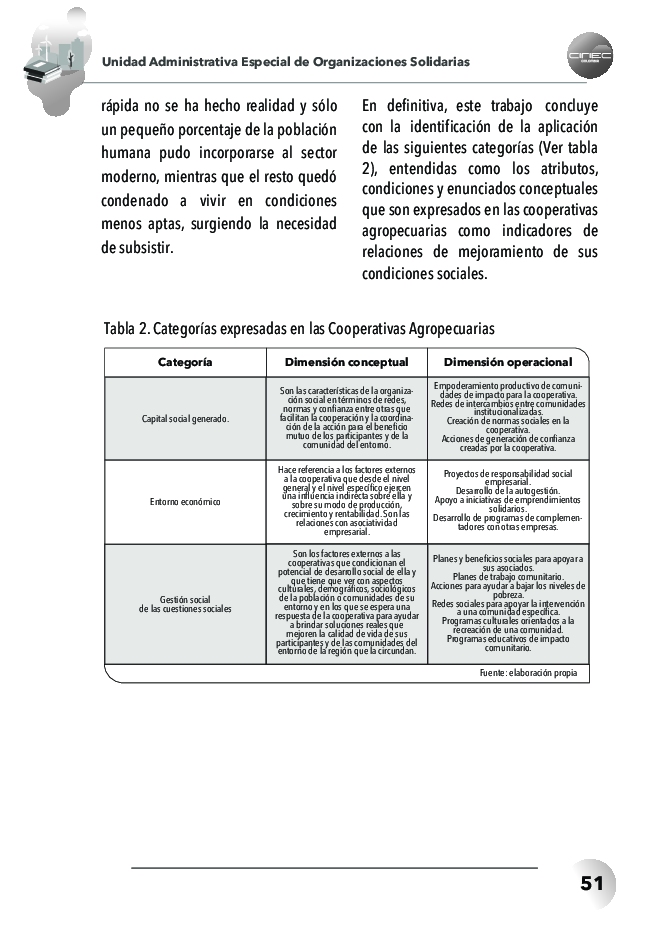 Unidad Administrativa Especial de Organizaciones Solidarias
CINEC
COLOMBIA
rápida no se ha hecho realidad y sólo
un pequeño porcentaje de la población
humana pudo incorporarse al sector
moderno, mientras que el resto quedó
condenado a vivir en condiciones
menos aptas, surgiendo la necesidad
de subsistir.
En definitiva, este trabajo concluye
con la identificación de la aplicación
de las siguientes categorías (Ver tabla
2), entendidas como los atributos,
condiciones y enunciados conceptuales
que son expresados en las cooperativas
agropecuarias como indicadores de
relaciones de mejoramiento de sus
condiciones sociales.
Tabla 2. Categorías expresadas en las Cooperativas Agropecuarias
Categoría
Dimensión conceptual
Dimensión operacional
Capital social generado.
Son las características de la organiza-
ción social en términos de redes,
normas y confianza entre otras que
facilitan la cooperación y la coordina-
ción de la acción para el beneficio
mutuo de los participantes y de la
comunidad del entorno.
Empoderamiento productivo de comuni-
dades de impacto para la cooperativa.
Redes de intercambios entre comunidades
institucionalizadas.
Creación de normas sociales en la
cooperativa.
Acciones de generación de confianza
creadas por la cooperativa.
Entorno económico
Hace referencia a los factores externos
a la cooperativa que desde el nivel
general y el nivel específico ejercen
una influencia indirecta sobre ella y
sobre su modo de producción,
crecimiento y rentabilidad. Son las
relaciones con asociatividad
empresarial.
Proyectos de responsabilidad social
empresarial.
Desarrollo de la autogestión.
Apoyo a iniciativas de emprendimientos
solidarios.
Desarrollo de programas de complemen-
tadores con otras empresas.
Gestión social
de las cuestiones sociales
Son los factores externos a las
cooperativas que condicionan el
potencial de desarrollo social de ella y
que tiene que ver con aspectos
culturales, demográficos, sociológicos
de la población o comunidades de su
entorno y en los que se espera una
respuesta de la cooperativa para ayudar
a brindar soluciones reales que
mejoren la calidad de vida de sus
participantes y de las comunidades del
entorno de la región que la circundan.
Planes y beneficios sociales para apoyar a
sus asociados.
Planes de trabajo comunitario.
Acciones para ayudar a bajar los niveles de
pobreza.
Redes sociales para apoyar la intervención
a una comunidad específica.
Programas culturales orientados a la
recreación de una comunidad.
Programas educativos de impacto
comunitario.
Fuente: elaboración propia
51